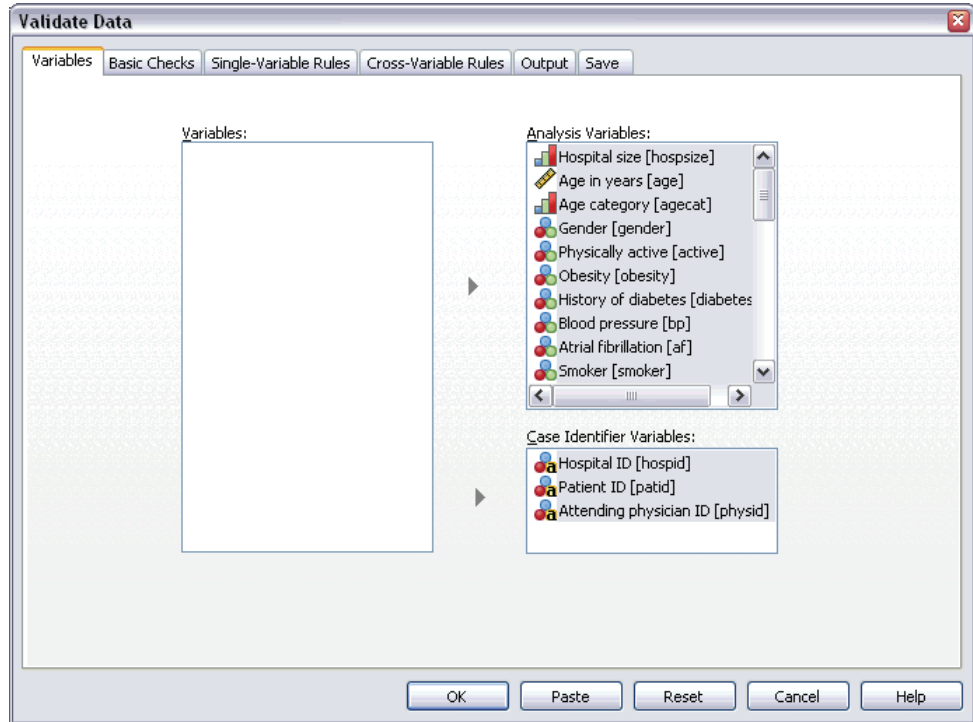 Validate Data
Variables Basic Checks Single-Variable Rules Cross-Variable Rules Output Save
Variables:
Analysis Variables:
Hospital size [hospsize]
Age in years [age]
Age category [agecat]
Gender [gender]
Physically active [active]
Obesity [obesity]
History of diabetes [diabetes
Blood pressure [bp]
Atrial fibrillation [af]
Smoker [smoker]
Case Identifier Variables:
Hospital ID [hospid]
Patient ID [patid]
Attending physician ID [physid]
OK Paste Reset Cancel Help